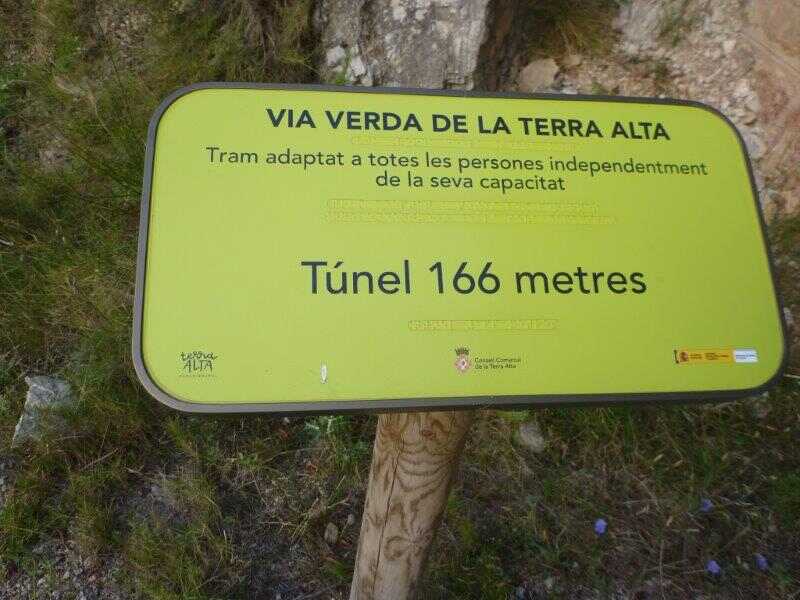 VIA VERDA DE LA TERRA ALTA
Tram adaptat a totes les persones independentment
de la seva capacitat
Túnel 166 metres
terra
ALTA
Consell Comarcal
de la Terra Alta